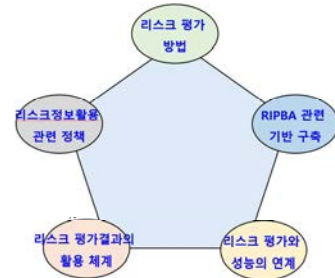 리스크 평가
방법
리스크정보활용
관련 정책
RIPBA 관련
기반 구축
리스크 평가결과의
활용 체계
리스크 평가와
성능의 연계